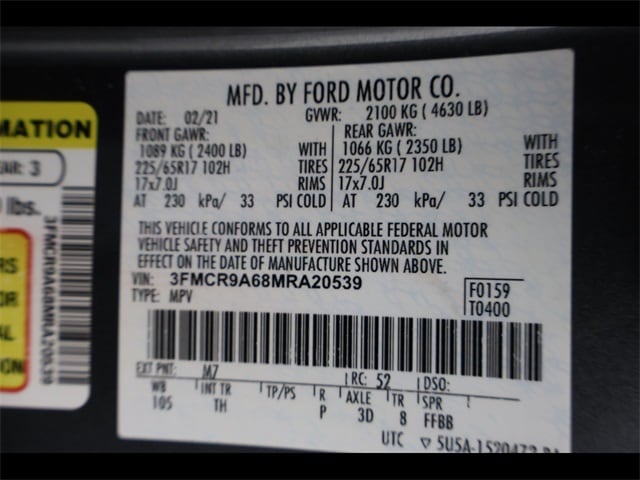 MFD. BY FORD MOTOR CO.
DATE: 02/21 GVWR: 2100 KG ( 4630 LB)
FRONT GAWR: REAR GAWR:
1089 KG ( 2400 LB) WITH 1066 KG ( 2350 LB) WITH
225/65R17 102H TIRES 225/65R17 102H TIRES
17x7.0J RIMS 17x7.0J RIMS
AT 230 kPa/ 33 PSI COLD AT 230 kPa/ 33 PSI COLD
THIS VEHICLE CONFORMS TO ALL APPLICABLE FEDERAL MOTOR
VEHICLE SAFETY AND THEFT PREVENTION STANDARDS IN
EFFECT ON THE DATE OF MANUFACTURE SHOWN ABOVE.
VIN: 3FMCR9A68MRA20539
TYPE: MPV
F0159
T0400
EXT PNT: M7 RC: 52 DSO:
WB INT TR TP/PS R AXLE TR SPR
105 TH P 3D 8 FFBB
UTC
MATION
AR: 3
lbs.
3FMCR9A68MRA20539
RS
OR
AL
ION